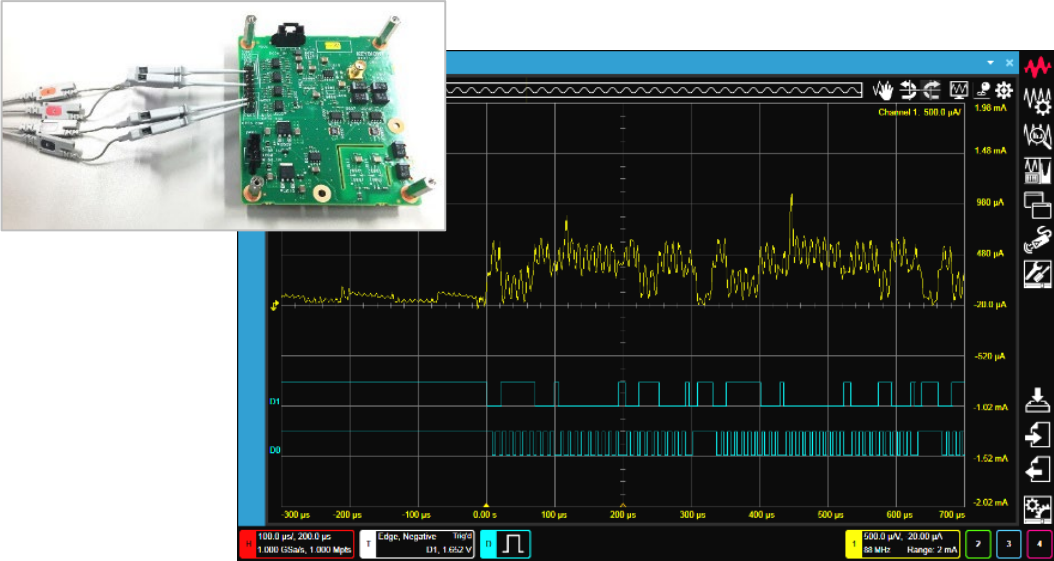 Channel 1: 500.0 µA/
1.98 mA
1.48 mA
980 µA
480 µA
-20.0 µA
-520 µA
D1
-1.02 mA
D0
-1.52 mA
-2.02 mA
-300 µs -200 µs -100 µs 0.00 s 100 µs 200 µs 300 µs 400 µs 500 µs 600 µs 700 µs
H 100.0 µs/, 200.0 µs
1.000 GSa/s, 1.000 Mpts
T Edge, Negative Trig'd
D1, 1.652 V
D
1 500.0 µA/, 20.00 µA
88 MHz Range: 2 mA
2 3 4